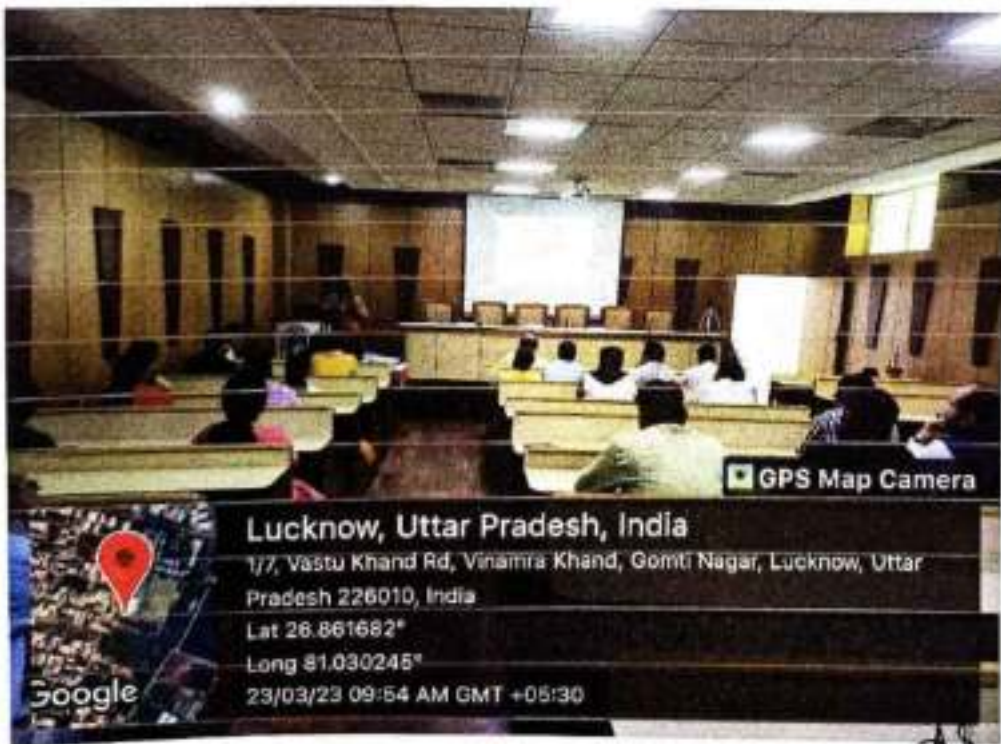 GPS Map Camera
Lucknow, Uttar Pradesh, India
1/7, Vastu Khand Rd, Vinamra Khand, Gomti Nagar, Lucknow, Uttar
Pradesh 226010, India
Lat 26.861682°
Long 81.030245°
23/03/23 09:54 AM GMT +05:30
Google